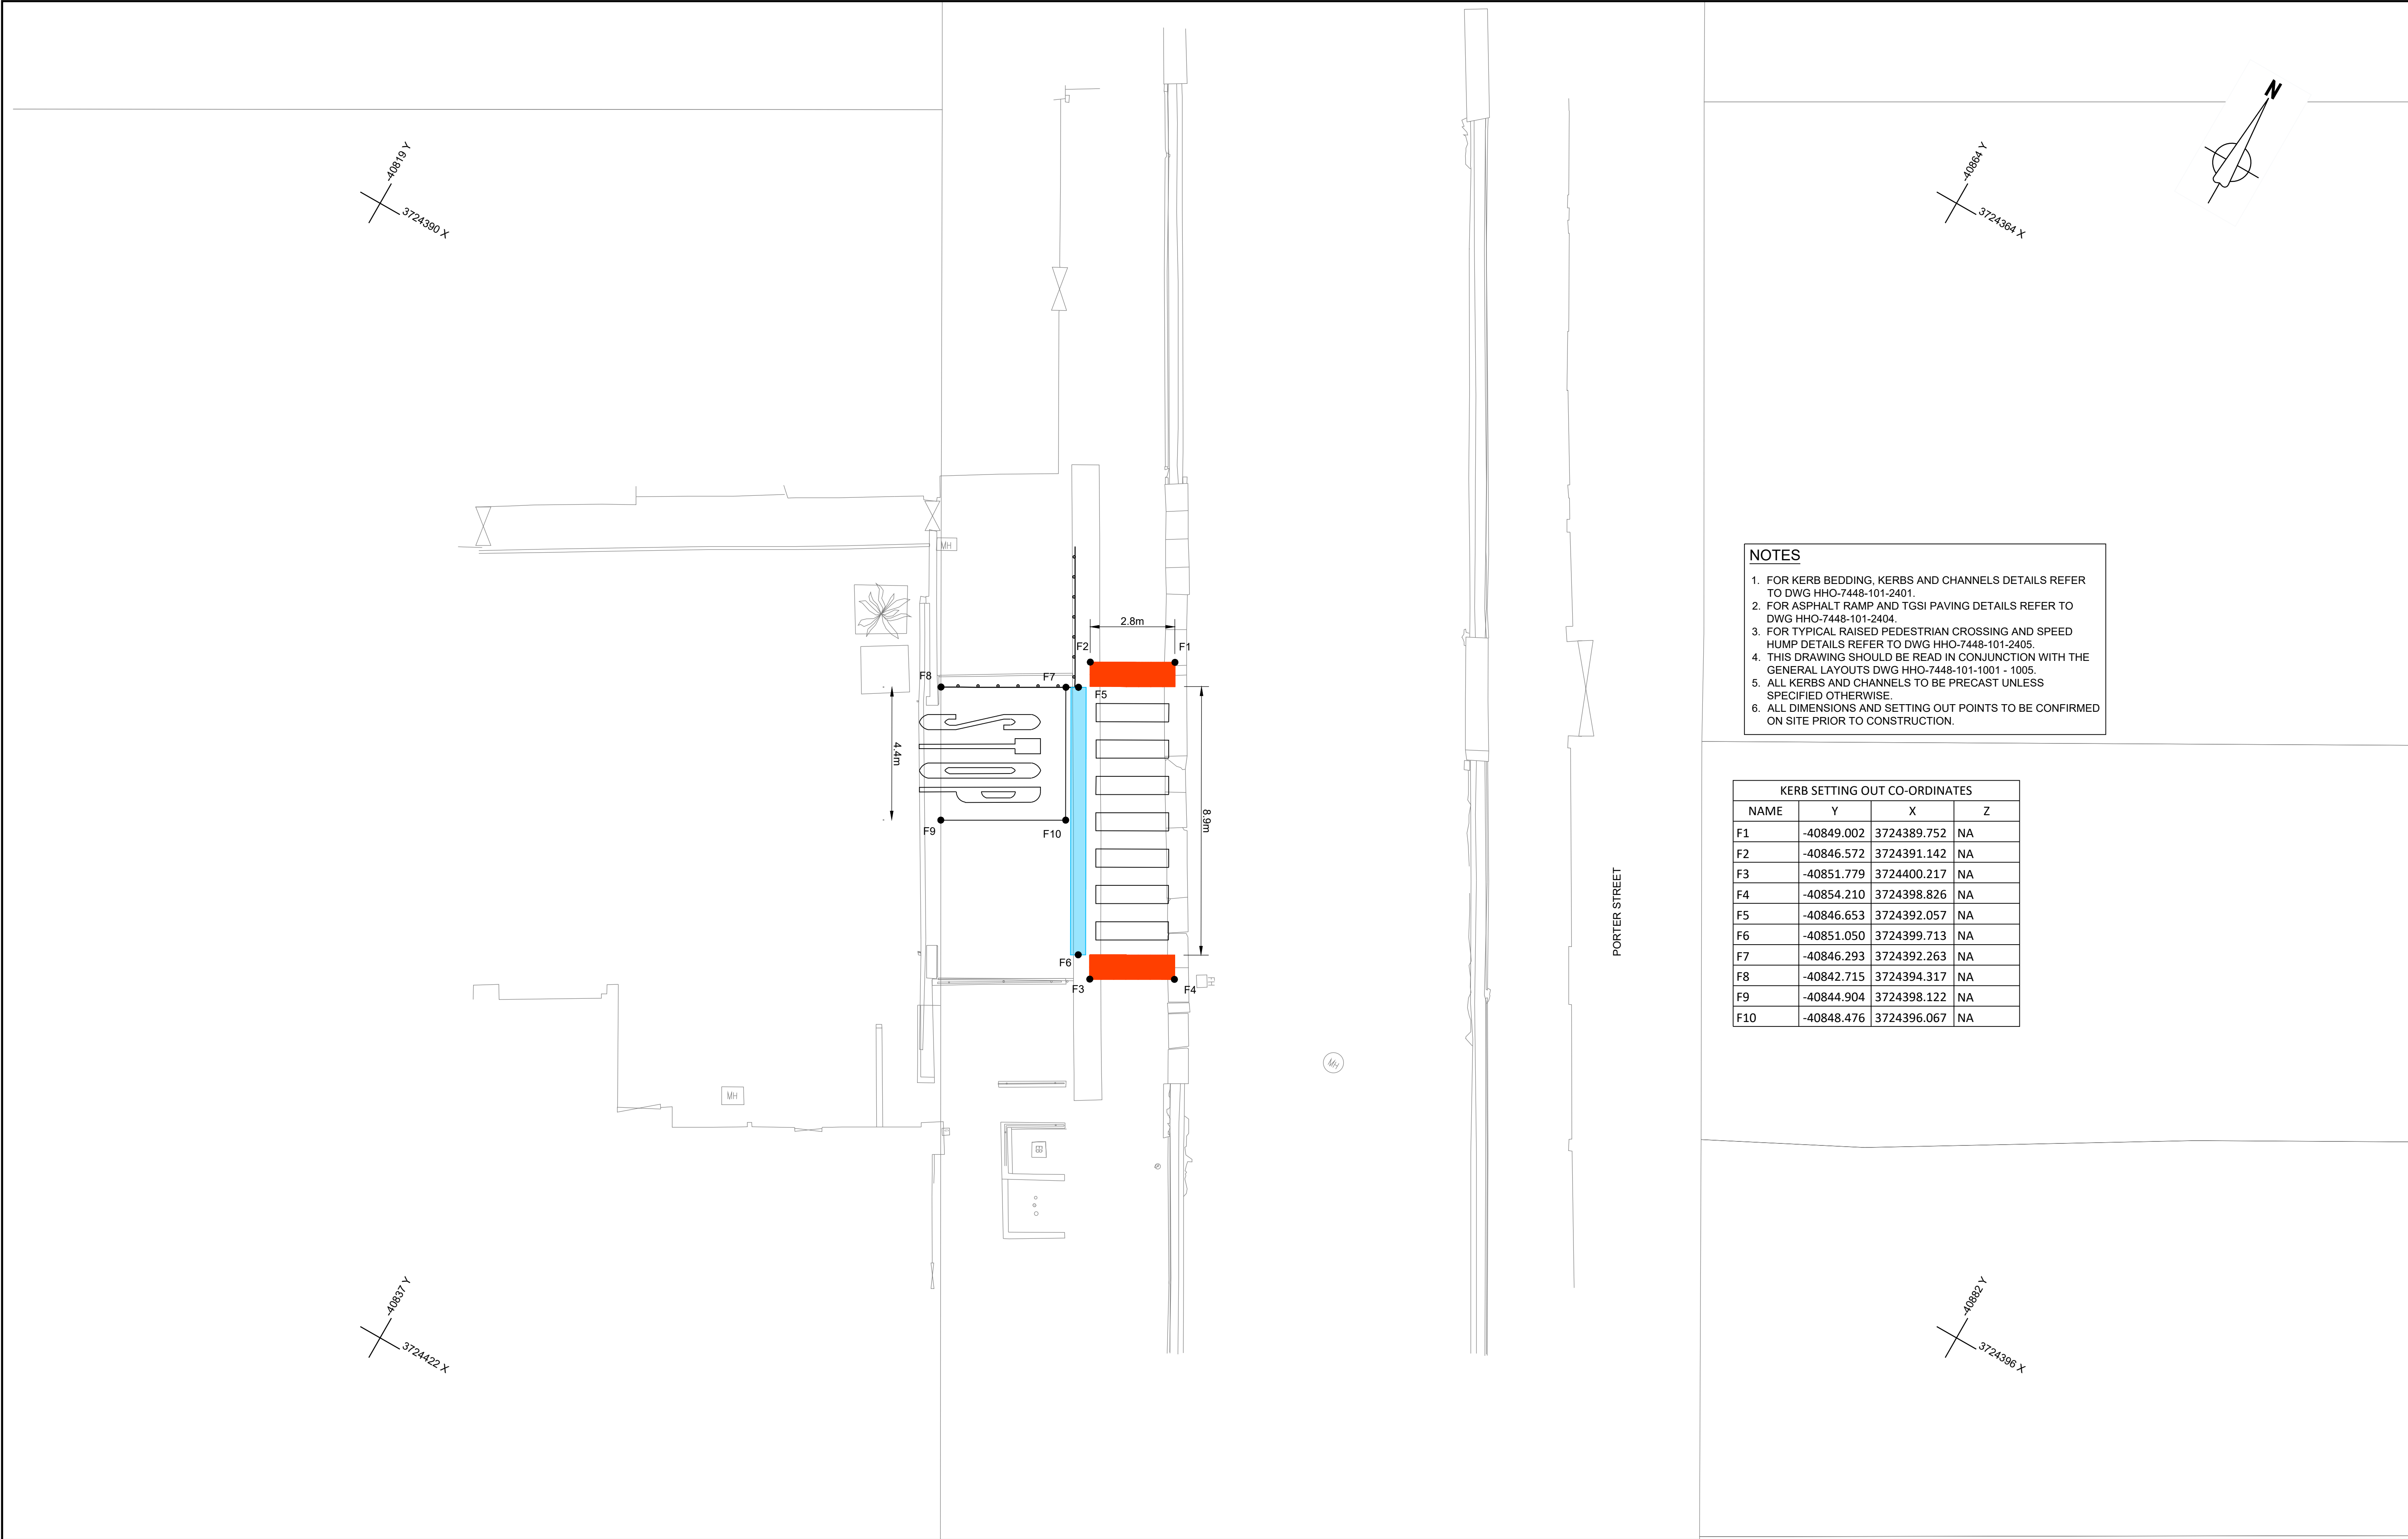 N
-40819 Y
3724390 X
-40864 Y
3724364 X
MH
2.8m
F2
F1
F8
F7
F5
STOP
4.4m
8.9m
F9
F10
F6
F3
F4
FH
PORTER STREET
MH
MH
NOTES
1. FOR KERB BEDDING, KERBS AND CHANNELS DETAILS REFER
TO DWG HHO-7448-101-2401.
2. FOR ASPHALT RAMP AND TGSI PAVING DETAILS REFER TO
DWG HHO-7448-101-2404.
3. FOR TYPICAL RAISED PEDESTRIAN CROSSING AND SPEED
HUMP DETAILS REFER TO DWG HHO-7448-101-2405.
4. THIS DRAWING SHOULD BE READ IN CONJUNCTION WITH THE
GENERAL LAYOUTS DWG HHO-7448-101-1001 - 1005.
5. ALL KERBS AND CHANNELS TO BE PRECAST UNLESS
SPECIFIED OTHERWISE.
6. ALL DIMENSIONS AND SETTING OUT POINTS TO BE CONFIRMED
ON SITE PRIOR TO CONSTRUCTION.
KERB SETTING OUT CO-ORDINATES
NAME Y X Z
F1 -40849.002 3724389.752 NA
F2 -40846.572 3724391.142 NA
F3 -40851.779 3724400.217 NA
F4 -40854.210 3724398.826 NA
F5 -40846.653 3724392.057 NA
F6 -40851.050 3724399.713 NA
F7 -40846.293 3724392.263 NA
F8 -40842.715 3724394.317 NA
F9 -40844.904 3724398.122 NA
F10 -40848.476 3724396.067 NA
-40837 Y
3724422 X
-40882 Y
3724396 X